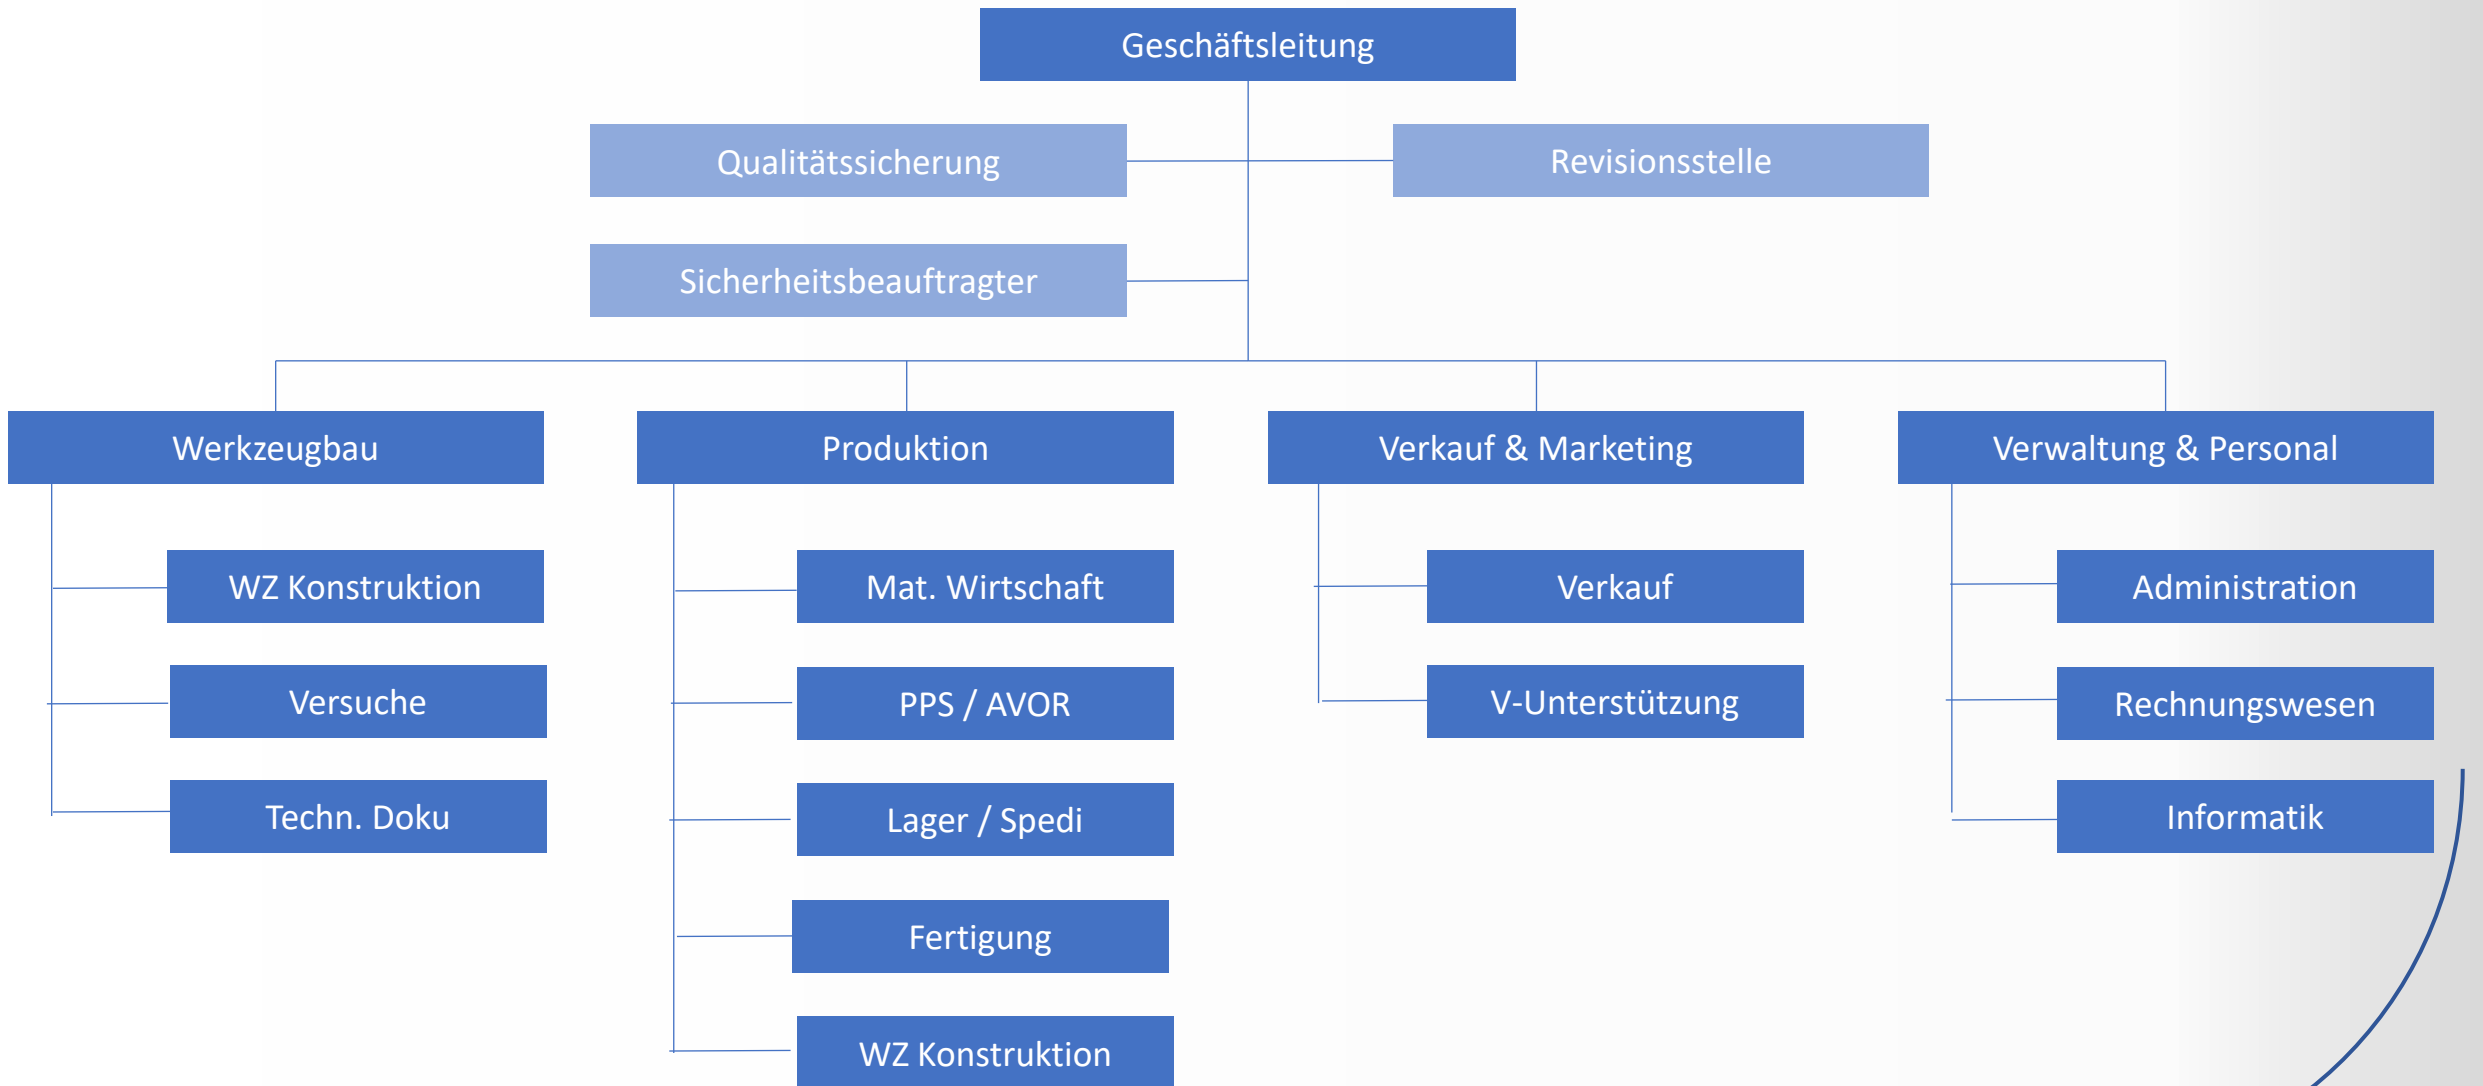 Geschäftsleitung
Qualitätssicherung
Revisionsstelle
Sicherheitsbeauftragter
Werkzeugbau
Produktion
Verkauf & Marketing
Verwaltung & Personal
WZ Konstruktion
Mat. Wirtschaft
Verkauf
Administration
Versuche
PPS / AVOR
V-Unterstützung
Rechnungswesen
Techn. Doku
Lager / Spedi
Informatik
Fertigung
WZ Konstruktion